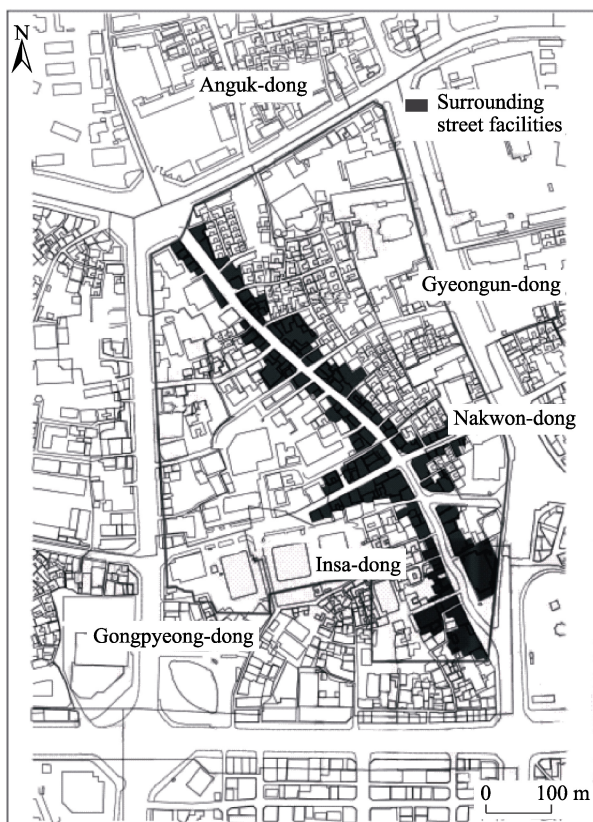 N
Anguk-dong
Surrounding
street facilities
Gyeongun-dong
Nakwon-dong
Insa-dong
Gongpyeong-dong
0 100 m